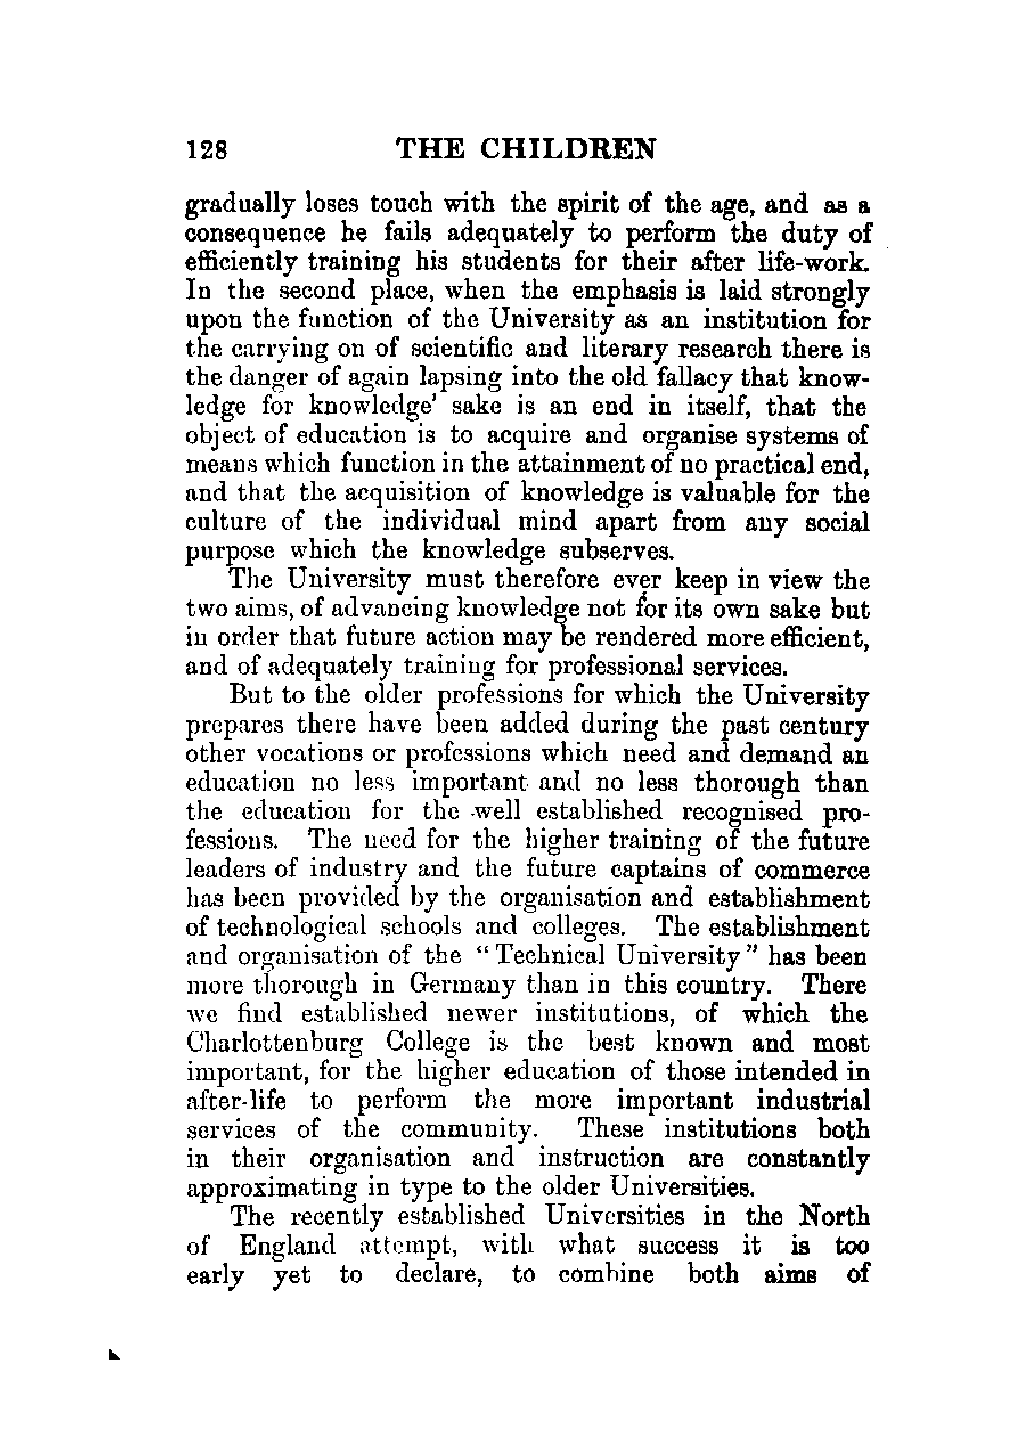 128 THE CHILDREN
gradually loses touch with the spirit of the age, and as a
consequence he fails adequately to perform the duty of
efficiently training his students for their after life-work.
In the second place, when the emphasis is laid strongly
upon the function of the University as an institution for
the carrying on of scientific and literary research there is
the danger of again lapsing into the old fallacy that know-
ledge for knowledge' sake is an end in itself, that the
object of education is to acquire and organise systems of
means which function in the attainment of no practical end,
and that the acquisition of knowledge is valuable for the
culture of the individual mind apart from any social
purpose which the knowledge subserves.
The University must therefore ever keep in view the
two aims, of advancing knowledge not for its own sake but
in order that future action may be rendered more efficient,
and of adequately training for professional services.
But to the older professions for which the University
prepares there have been added during the past century
other vocations or professions which need and demand an
education no less important and no less thorough than
the education for the well established recognised pro-
fessions. The need for the higher training of the future
leaders of industry and the future captains of commerce
has been provided by the organisation and establishment
of technological schools and colleges. The establishment
and organisation of the "Technical University" has been
more thorough in Germany than in this country. There
we find established newer institutions, of which the
Charlottenburg College is the best known and most
important, for the higher education of those intended in
after-life to perform the more important industrial
services of the community. These institutions both
in their organisation and instruction are constantly
approximating in type to the older Universities.
The recently established Universities in the North
of England attempt, with what success it is too
early yet to declare, to combine both aims of